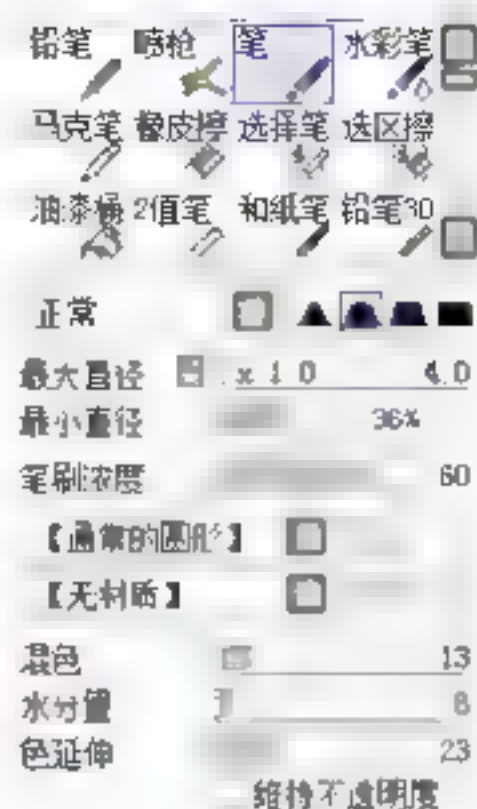 铅笔 喷枪 笔 水彩笔
马克笔 橡皮擦 选择笔 选区擦
油漆桶 2值笔 和纸笔 铅笔30
正常
最大直径 x 1.0 4.0
最小直径 36%
笔刷浓度 60
【通常的圆形】
【无材质】
混色 13
水分量 8
色延伸 23
维持不透明度